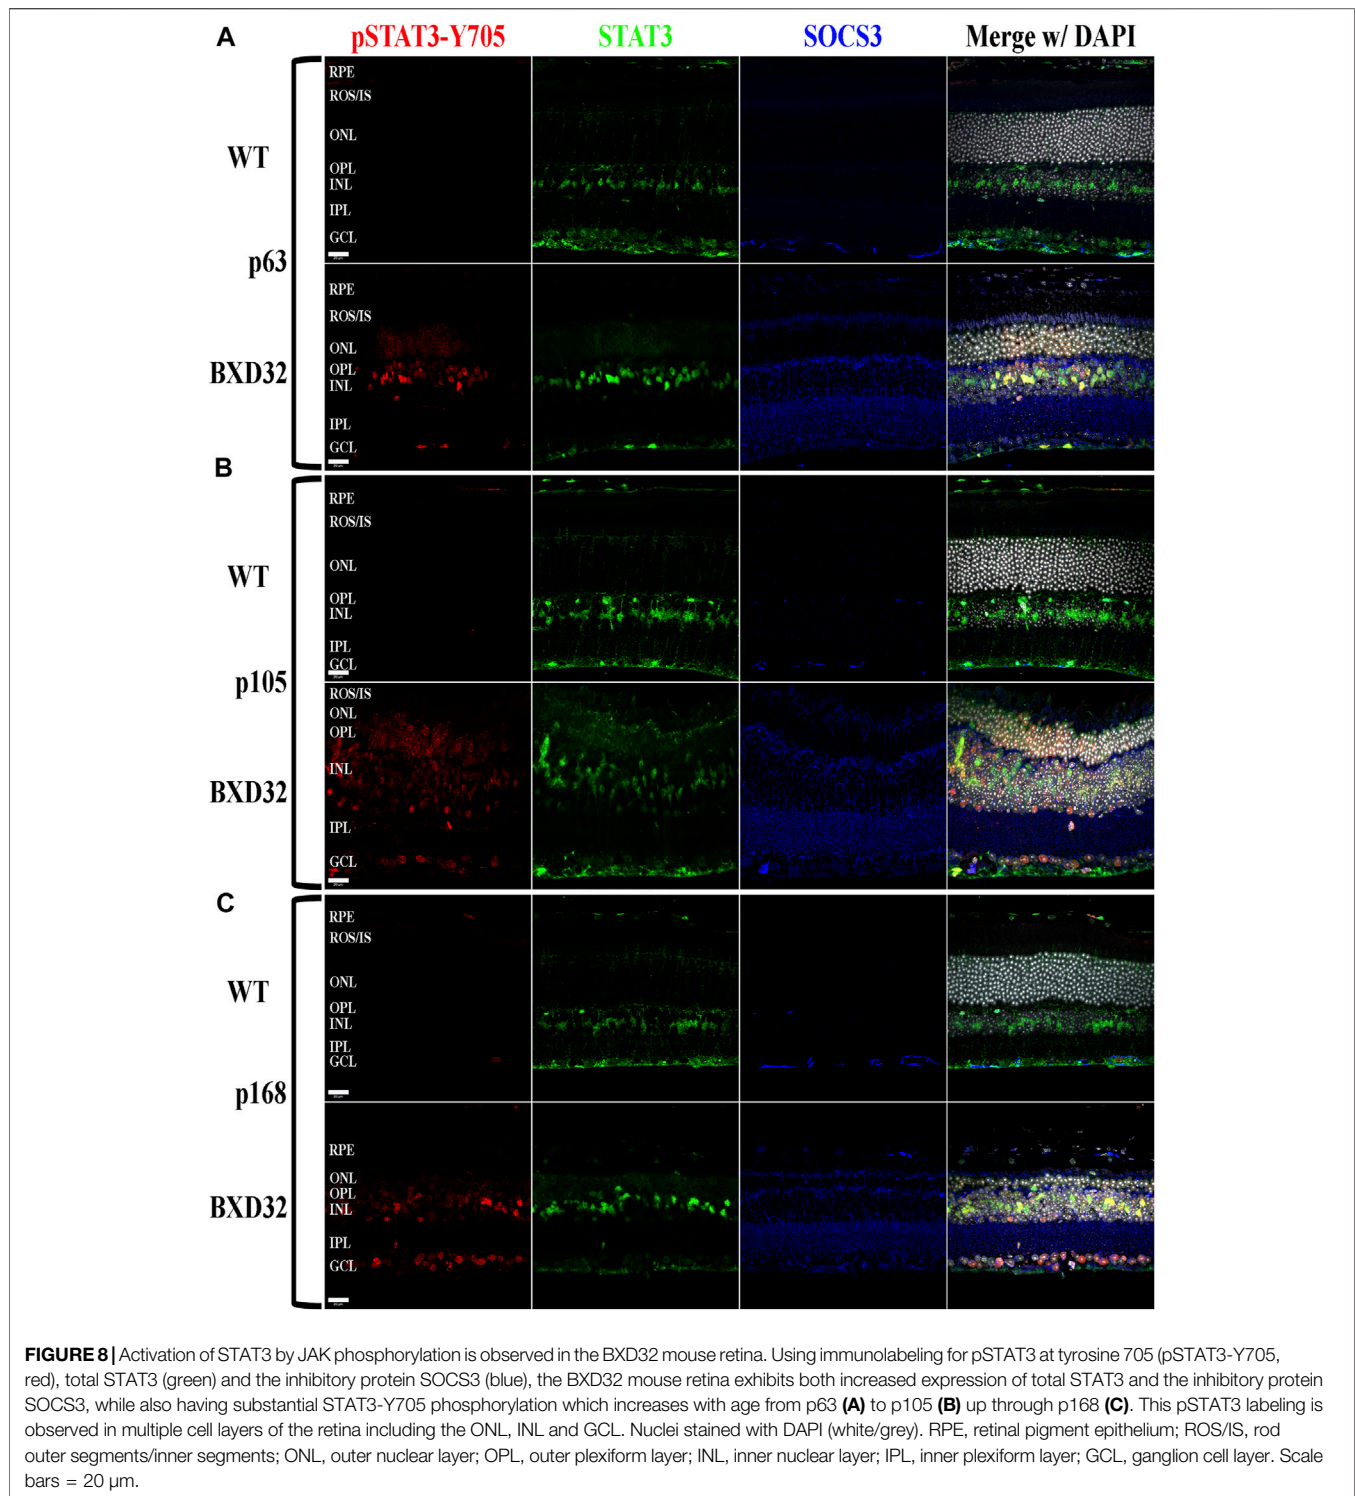 A
pSTAT3-Y705 STAT3 SOCS3 Merge w/ DAPI
p63
WT
RPE
ROS/IS
ONL
OPL
INL
IPL
GCL
BXD32
RPE
ROS/IS
ONL
OPL
INL
IPL
GCL
B
p105
WT
RPE
ROS/IS
ONL
OPL
INL
IPL
GCL
BXD32
ROS/IS
ONL
OPL
INL
IPL
GCL
C
p168
WT
RPE
ROS/IS
ONL
OPL
INL
IPL
GCL
BXD32
RPE
ONL
OPL
INL
IPL
GCL
FIGURE 8 | Activation of STAT3 by JAK phosphorylation is observed in the BXD32 mouse retina. Using immunolabeling for pSTAT3 at tyrosine 705 (pSTAT3-Y705,
red), total STAT3 (green) and the inhibitory protein SOCS3 (blue), the BXD32 mouse retina exhibits both increased expression of total STAT3 and the inhibitory protein
SOCS3, while also having substantial STAT3-Y705 phosphorylation which increases with age from p63 (A) to p105 (B) up through p168 (C). This pSTAT3 labeling is
observed in multiple cell layers of the retina including the ONL, INL and GCL. Nuclei stained with DAPI (white/grey). RPE, retinal pigment epithelium; ROS/IS, rod
outer segments/inner segments; ONL, outer nuclear layer; OPL, outer plexiform layer; INL, inner nuclear layer; IPL, inner plexiform layer; GCL, ganglion cell layer. Scale
bars = 20 µm.